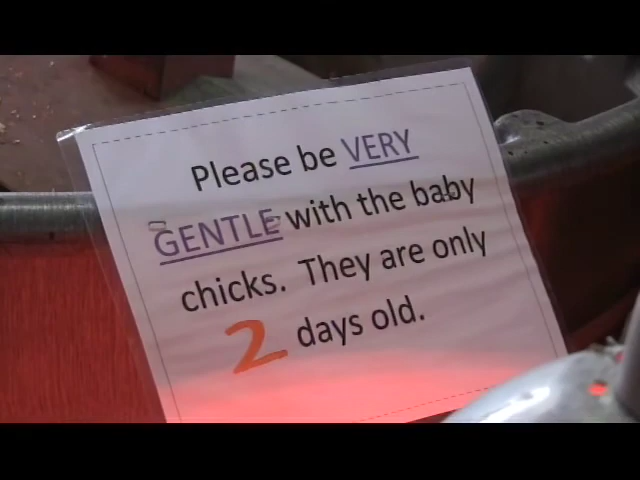 Please be VERY
GENTLE with the baby
chicks. They are only
2 days old.